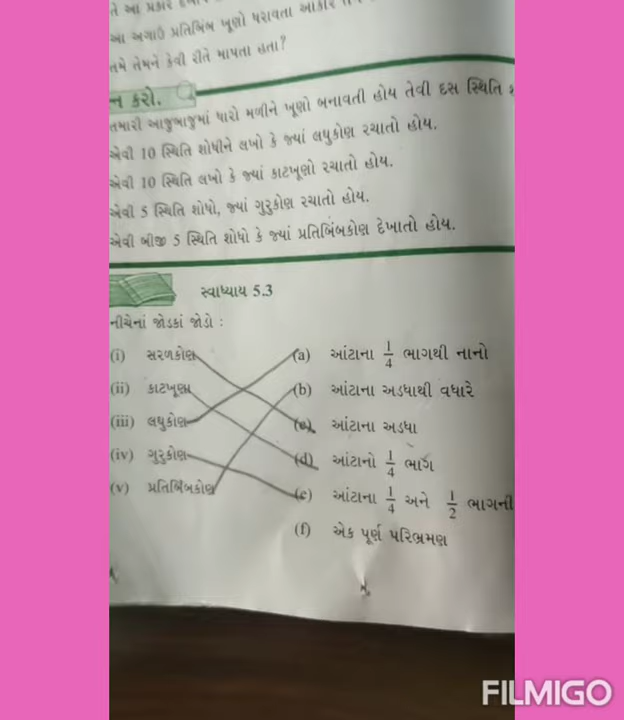 આ અગાઉ પ્રતિબિંબ ખૂણો ધરાવતા આકાર
તમે તેમને કેવી રીતે માપતા હતા?
ન કરો.
તમારી આજુબાજુમાં ધારો મળીને ખૂણો બનાવતી હોય તેવી દસ સ્થિતિ
એવી 10 સ્થિતિ શોધીને લખો કે જ્યાં લઘુકોણ રચાતો હોય.
એવી 10 સ્થિતિ લખો કે જ્યાં કાટખૂણો રચાતો હોય.
એવી 5 સ્થિતિ શોધો, જ્યાં ગુરુકોણ રચાતો હોય.
એવી બીજી 5 સ્થિતિ શોધો કે જ્યાં પ્રતિબિંબકોણ દેખાતો હોય.
સ્વાધ્યાય 5.3
નીચેનાં જોડકાં જોડો :
(i) સરળકોણ (a) આંટાના 1/4 ભાગથી નાનો
(ii) કાટખૂણા (b) આંટાના અડધાથી વધારે
(iii) લઘુકોણ (c) આંટાના અડધા
(iv) ગુરુકોણ (d) આંટાનો 1/4 ભાગ
(v) પ્રતિબિંબકોણ (e) આંટાના 1/4 અને 1/2 ભાગની
(f) એક પૂર્ણ પરિભ્રમણ
FILMIGO